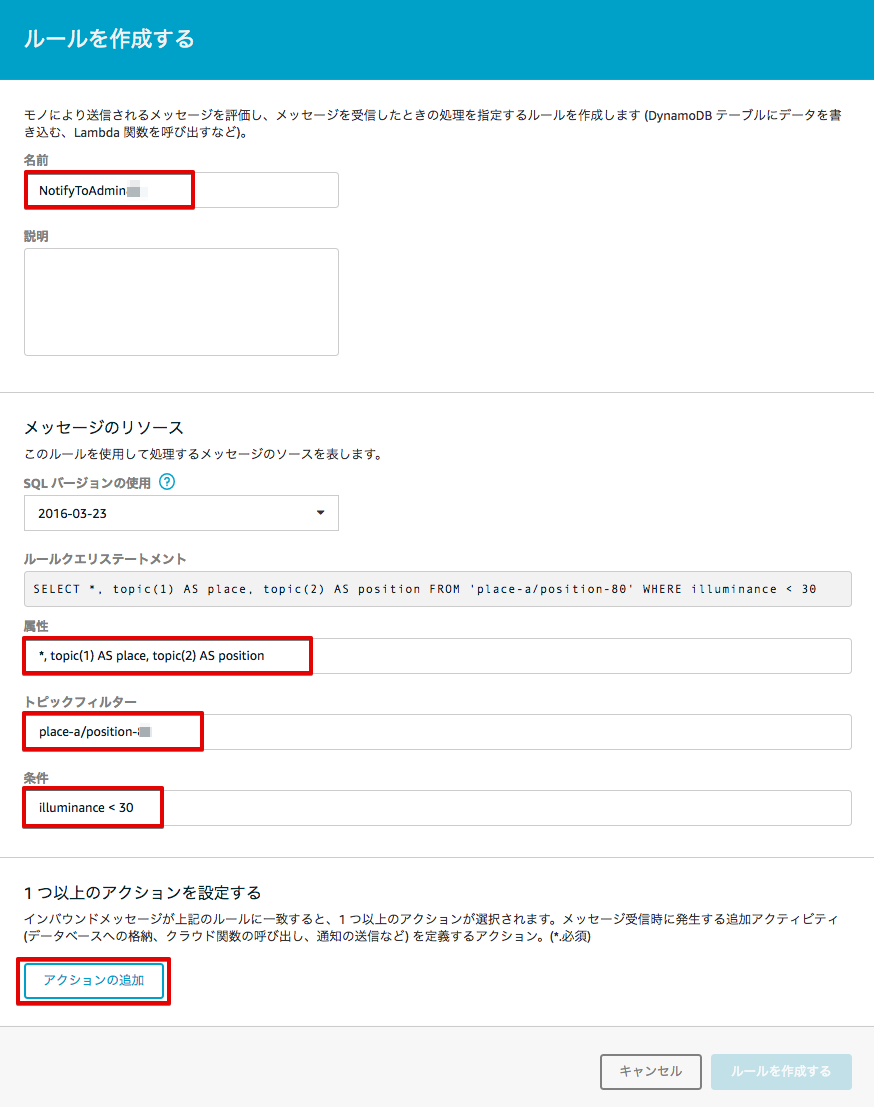 ルールを作成する
モノにより送信されるメッセージを評価し、メッセージを受信したときの処理を指定するルールを作成します (DynamoDB テーブルにデータを書
き込む、Lambda 関数を呼び出すなど)。
名前
NotifyToAdmin
説明
メッセージのリソース
このルールを使用して処理するメッセージのソースを表します。
SQL バージョンの使用 ?
2016-03-23
ルールクエリステートメント
SELECT *, topic(1) AS place, topic(2) AS position FROM 'place-a/position-80' WHERE illuminance < 30
属性
*, topic(1) AS place, topic(2) AS position
トピックフィルター
place-a/position-
条件
illuminance < 30
1 つ以上のアクションを設定する
インバウンドメッセージが上記のルールに一致すると、1 つ以上のアクションが選択されます。メッセージ受信時に発生する追加アクティビティ
(データベースへの格納、クラウド関数の呼び出し、通知の送信など) を定義するアクション。(*.必須)
アクションの追加
キャンセル
ルールを作成する